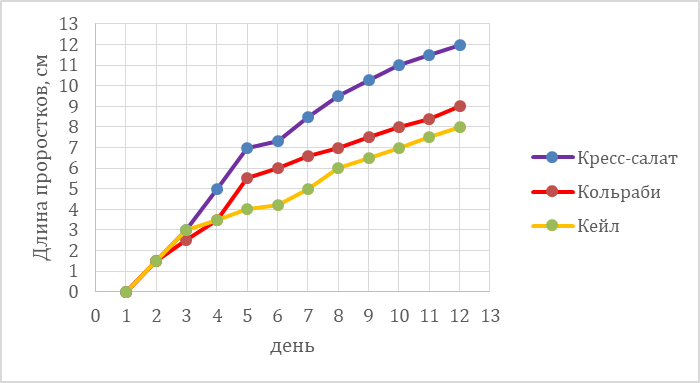 Длина проростков, см
13
12
11
10
9
8
7
6
5
4
3
2
1
0
0 1 2 3 4 5 6 7 8 9 10 11 12 13
день
Кресс-салат
Кольраби
Кейл